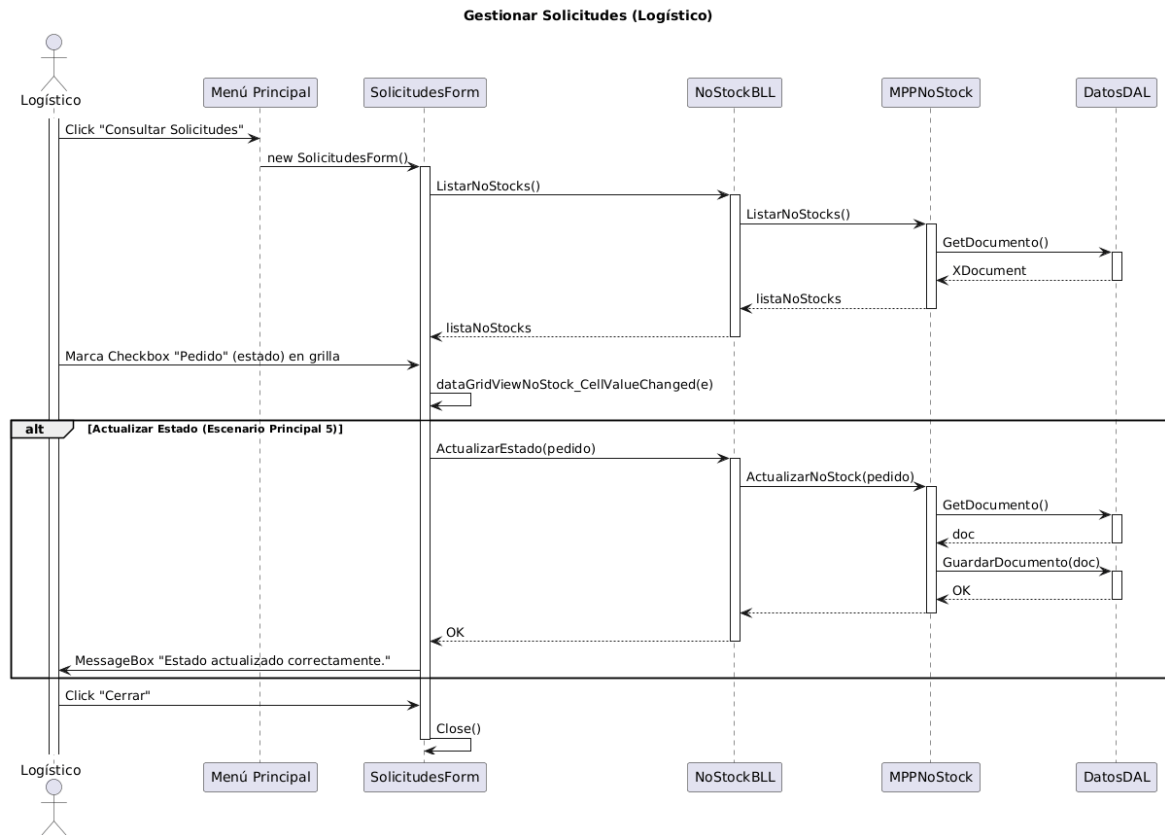 Gestionar Solicitudes (Logístico)
Logístico
Menú Principal
SolicitudesForm
NoStockBLL
MPPNoStock
DatosDAL
Click "Consultar Solicitudes"
new SolicitudesForm()
ListarNoStocks()
ListarNoStocks()
GetDocumento()
XDocument
listaNoStocks
listaNoStocks
Marca Checkbox "Pedido" (estado) en grilla
dataGridViewNoStock_CellValueChanged(e)
alt
[Actualizar Estado (Escenario Principal 5)]
ActualizarEstado(pedido)
ActualizarNoStock(pedido)
GetDocumento()
doc
GuardarDocumento(doc)
OK
OK
MessageBox "Estado actualizado correctamente."
Click "Cerrar"
Close()
Logístico
Menú Principal
SolicitudesForm
NoStockBLL
MPPNoStock
DatosDAL